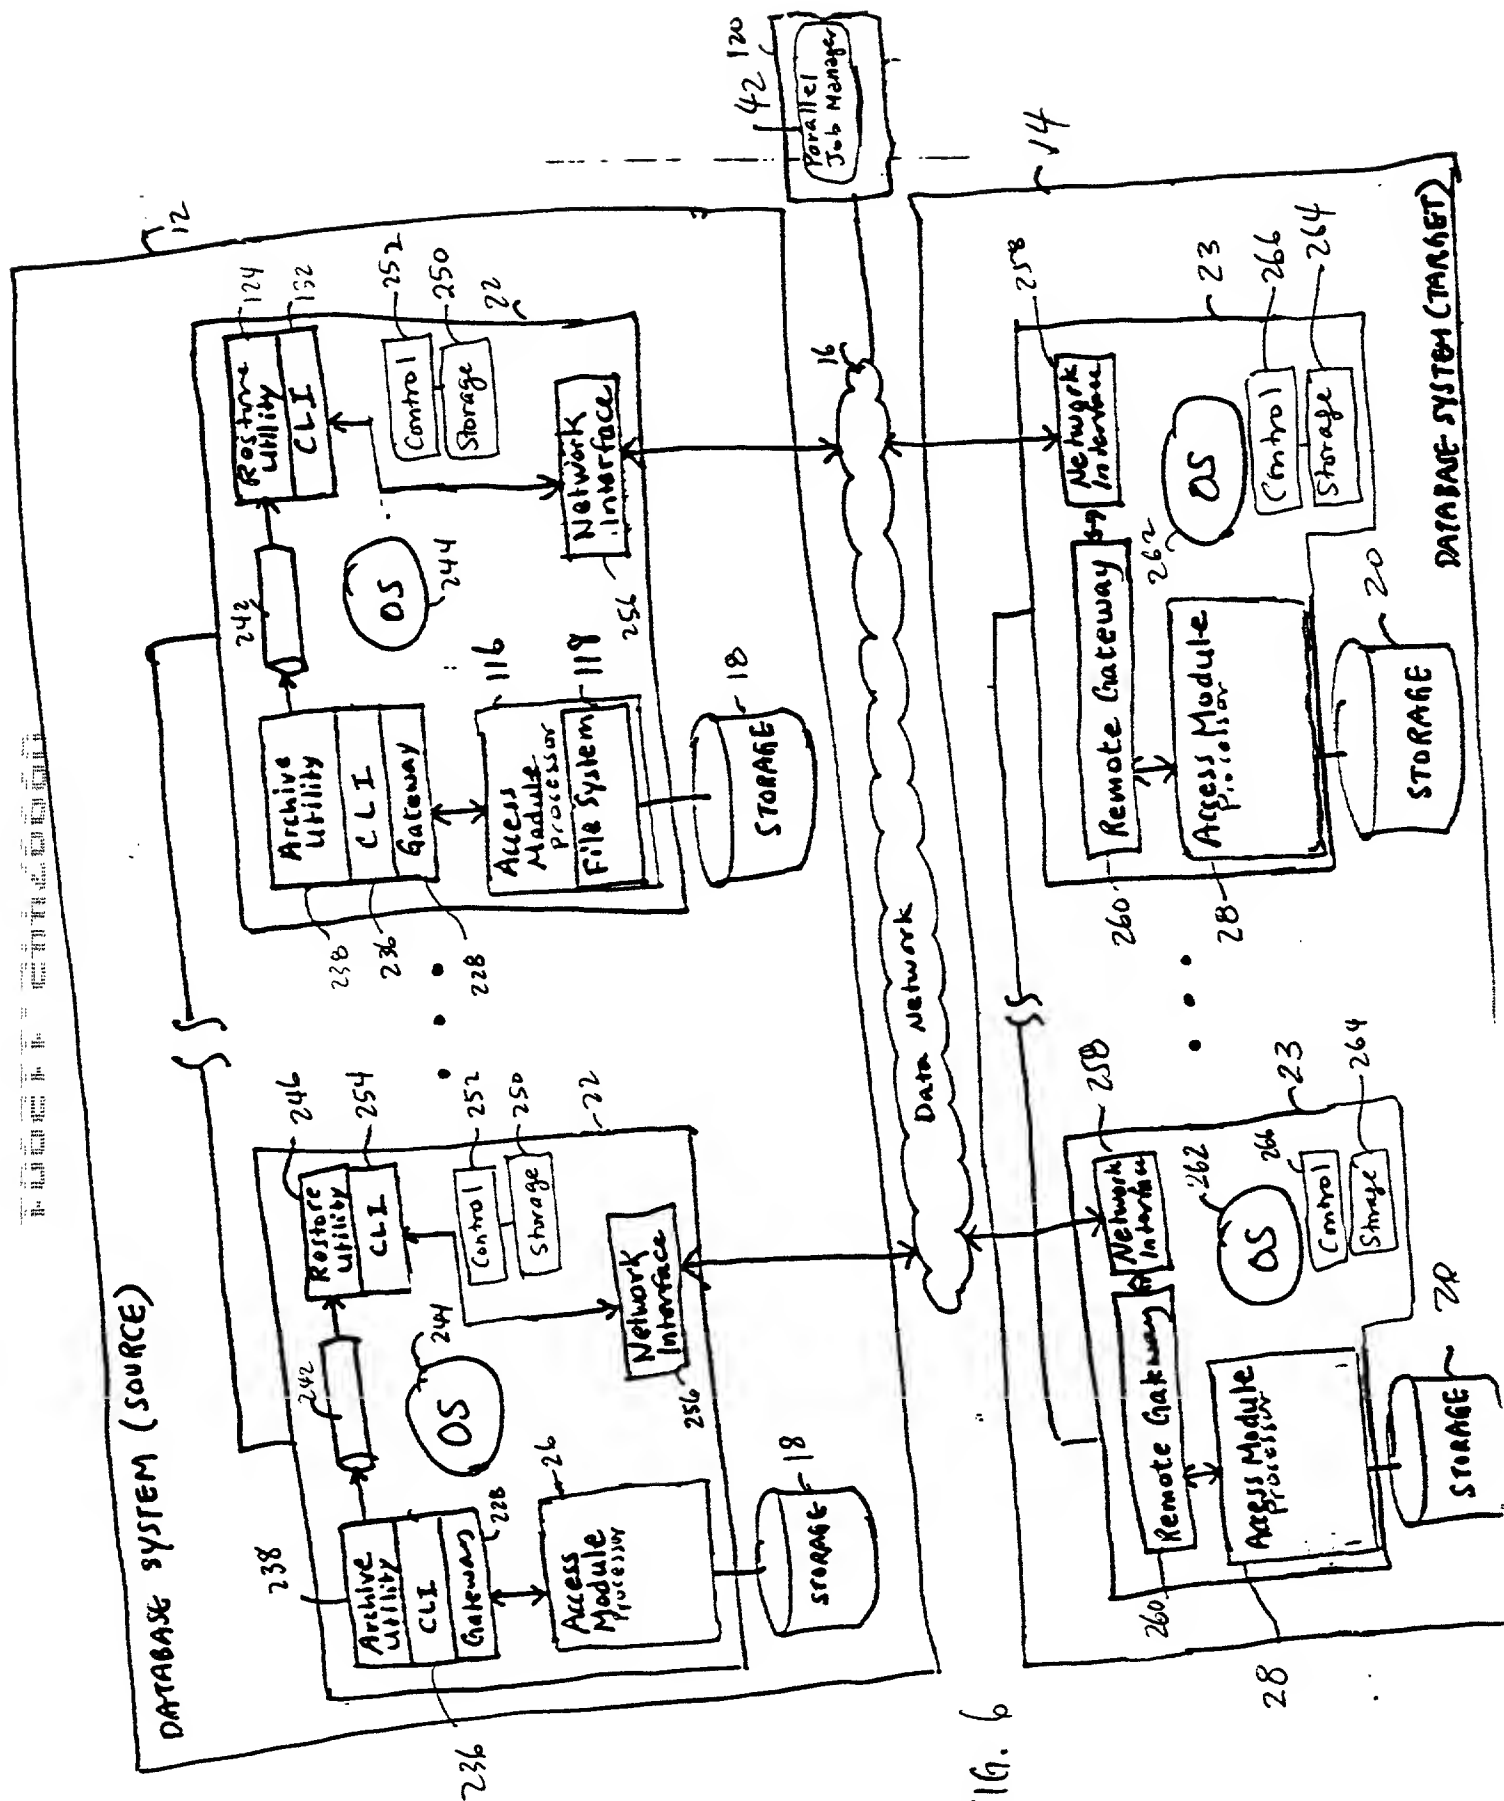 DATABASE SYSTEM (SOURCE)
12
238
Archive
Utility
CLI
Gateway
228
236
242
OS
244
Restore
Utility
CLI
246
254
Control
252
Storage
250
22
Network
Interface
256
Access
Module
Processor
26
STORAGE
18
Archive
Utility
CLI
Gateway
238
236
228
242
OS
244
Restore
Utility
CLI
124
132
Control
252
Storage
250
22
Network
Interface
256
Access
Module
Processor
File System
116
118
STORAGE
18
Data Network
16
42
120
Parallel
Job Manager
14
Remote Gateway
260
Network
Interface
258
OS
262
Control
266
Storage
264
23
Access Module
Processor
28
STORAGE
20
Remote Gateway
260
Network
Interface
258
OS
262
Control
266
Storage
264
23
Access Module
Processor
28
STORAGE
20
DATABASE SYSTEM (TARGET)
FIG. 6